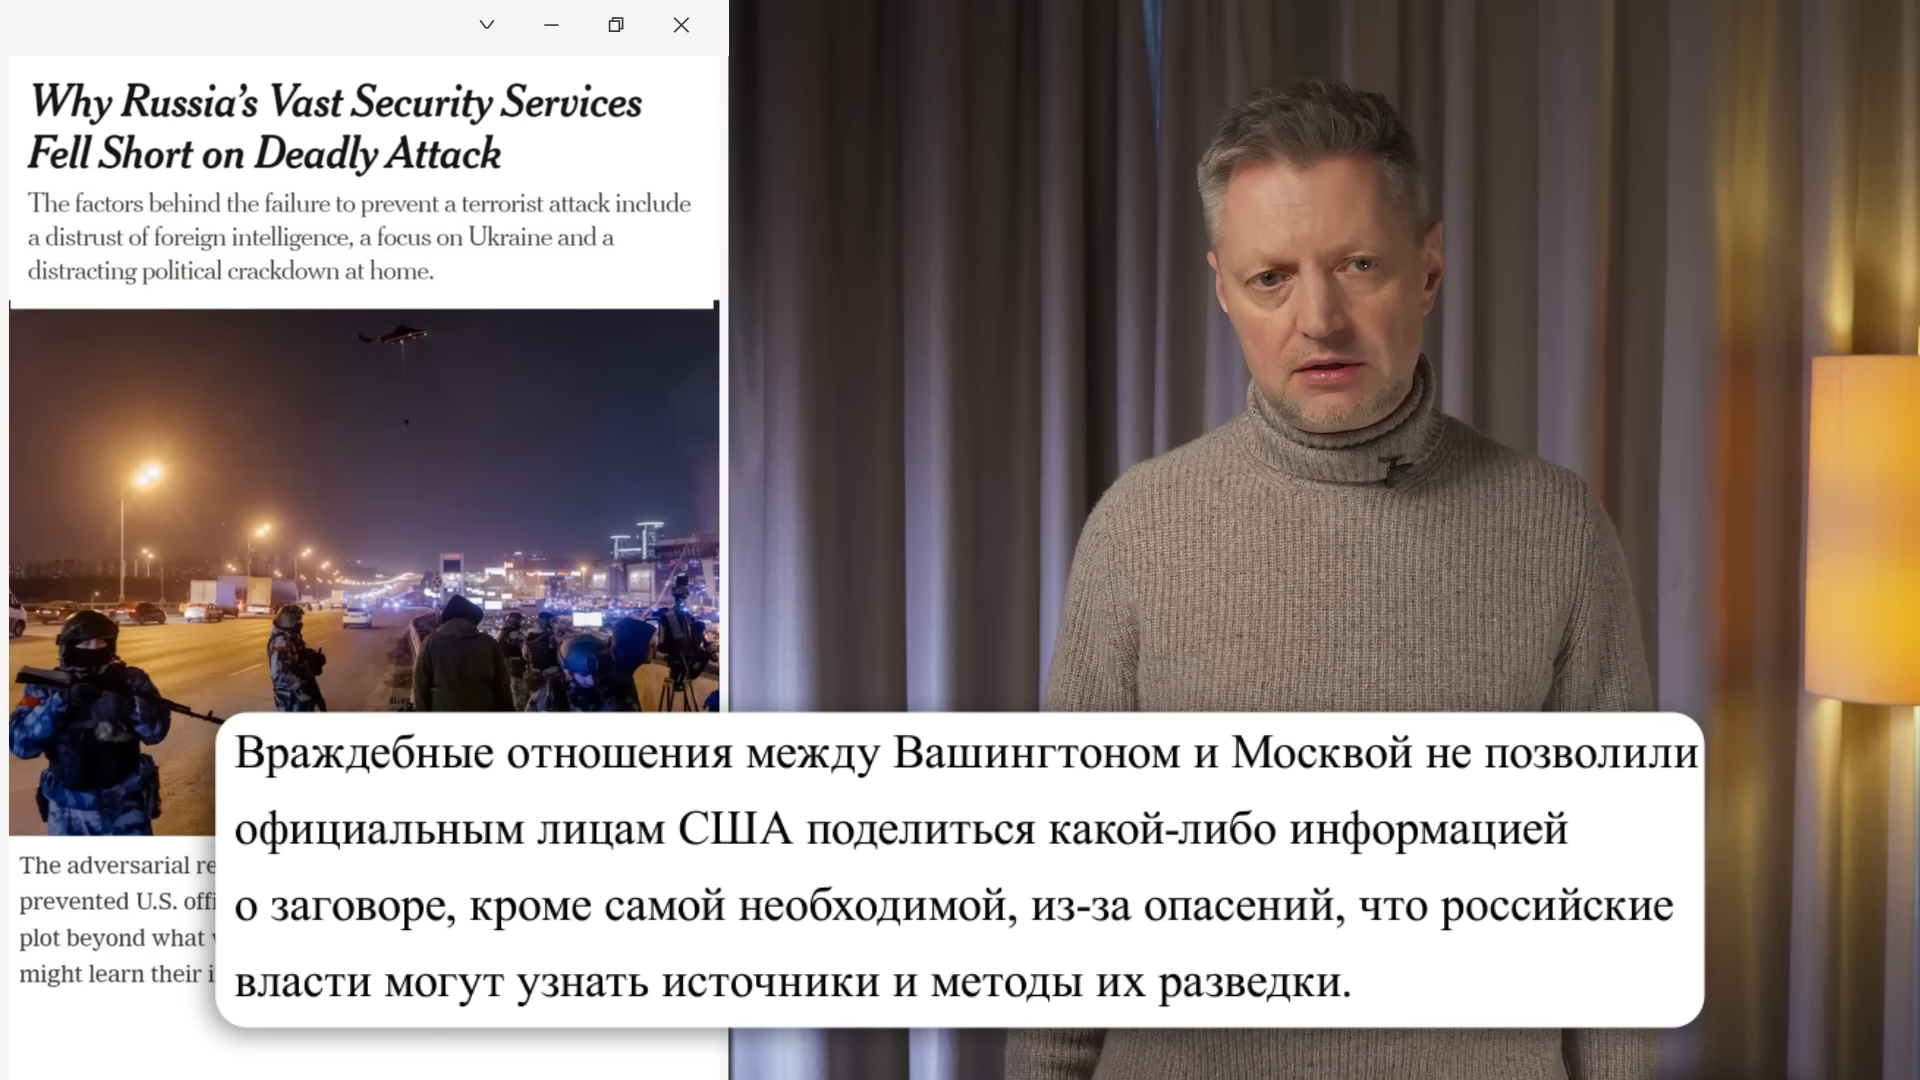 Why Russia’s Vast Security Services
Fell Short on Deadly Attack
The factors behind the failure to prevent a terrorist attack include
a distrust of foreign intelligence, a focus on Ukraine and a
distracting political crackdown at home.
The adversarial re
prevented U.S. offi
plot beyond what
might learn their i
Враждебные отношения между Вашингтоном и Москвой не позволили
официальным лицам США поделиться какой-либо информацией
о заговоре, кроме самой необходимой, из-за опасений, что российские
власти могут узнать источники и методы их разведки.